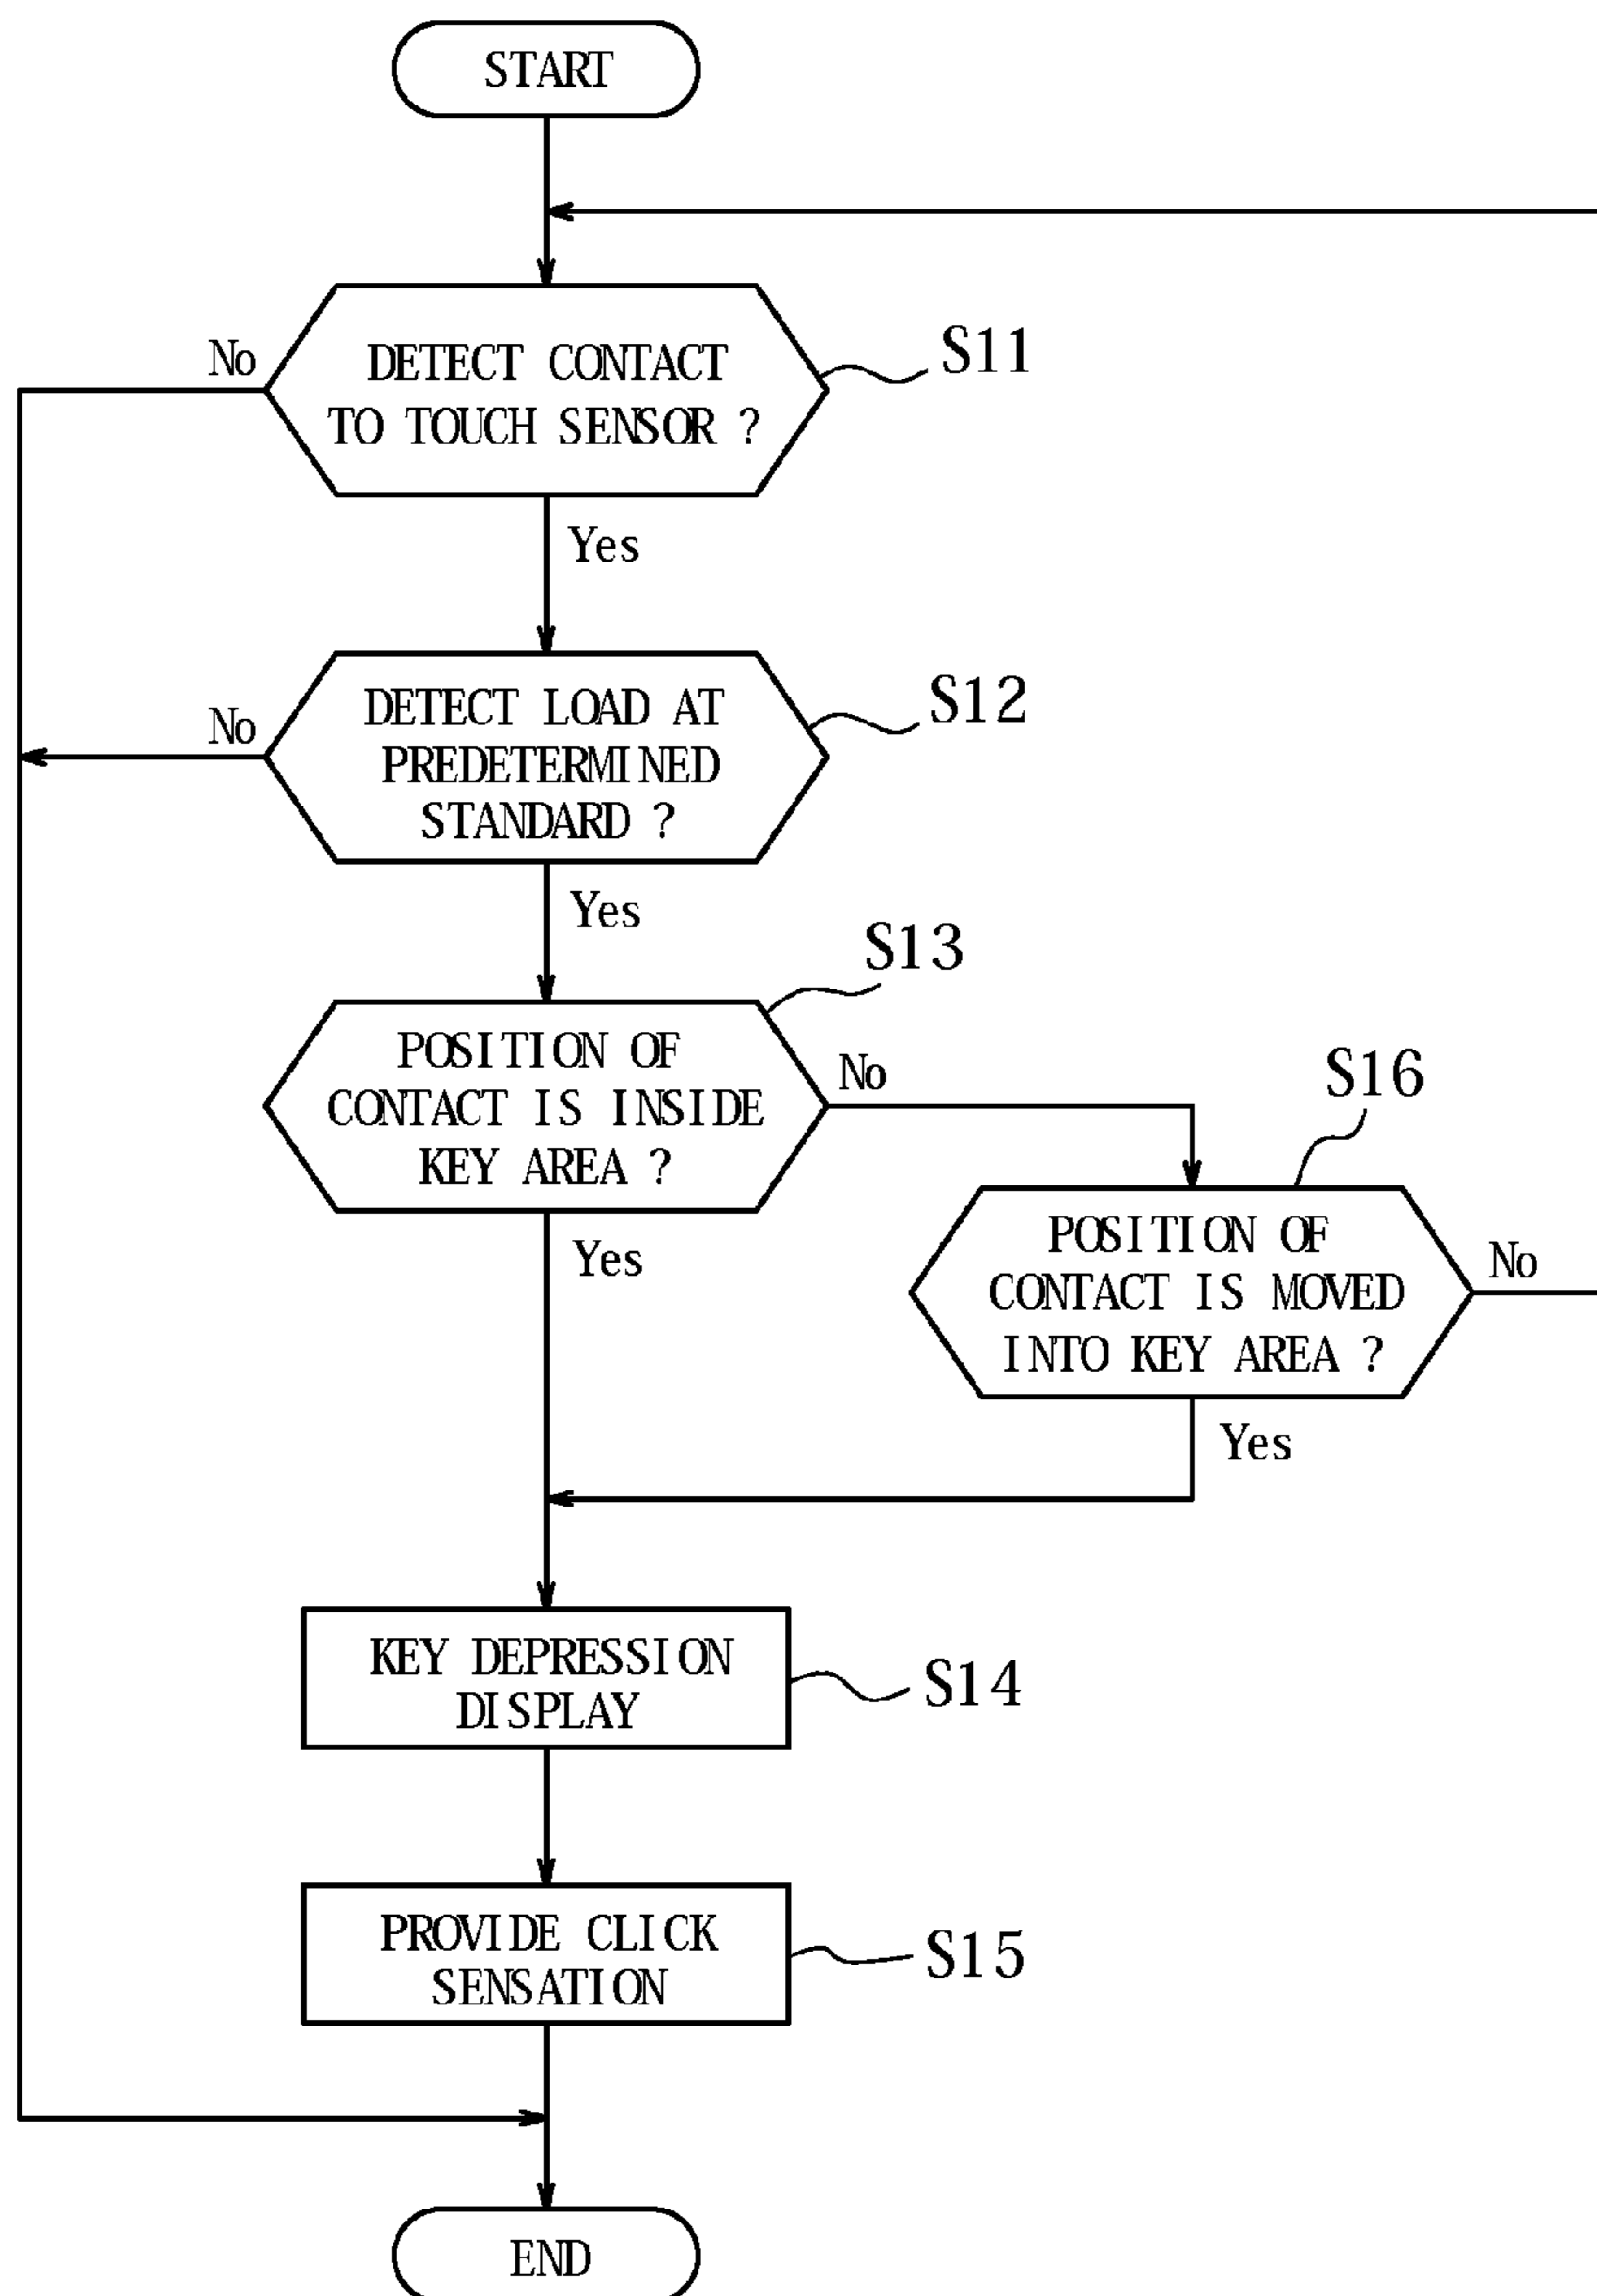 START
No
DETECT CONTACT
TO TOUCH SENSOR ?
S11
Yes
No
DETECT LOAD AT
PREDETERMINED
STANDARD ?
S12
Yes
S13
POSITION OF
CONTACT IS INSIDE
KEY AREA ?
No
S16
Yes
POSITION OF
CONTACT IS MOVED
INTO KEY AREA ?
No
Yes
KEY DEPRESSION
DISPLAY
S14
PROVIDE CLICK
SENSATION
S15
END